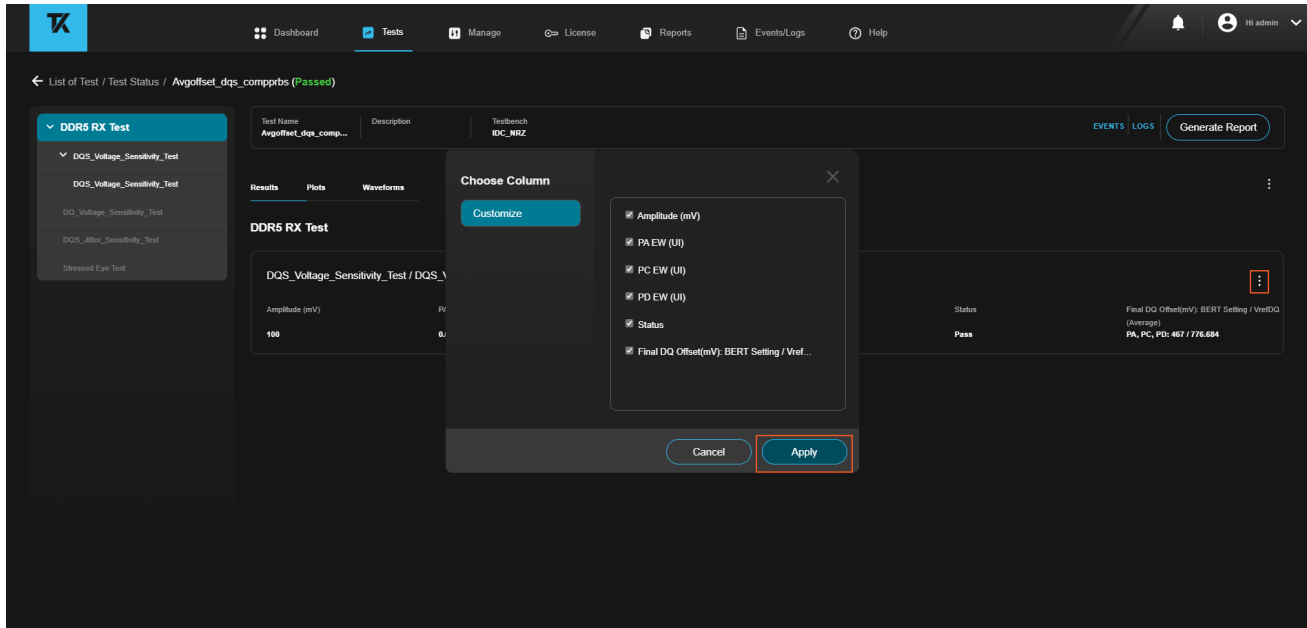 TK
Dashboard
Tests
Manage
License
Reports
Events/Logs
Help
Hi admin
List of Test / Test Status / Avgoffset_dqs_compprbs (Passed)
DDR5 RX Test
DQS_Voltage_Sensitivity_Test
DQS_Voltage_Sensitivity_Test
DQ_Voltage_Sensitivity_Test
DQS_Jitter_Sensitivity_Test
Stressed Eye Test
Test Name
Avgoffset_dqs_comp...
Description
Testbench
IDC_NRZ
EVENTS
LOGS
Generate Report
Results
Plots
Waveforms
DDR5 RX Test
DQS_Voltage_Sensitivity_Test / DQS_V
Amplitude (mV)
100
PA
0.
Status
Pass
Final DQ Offset(mV): BERT Setting / VrefDQ
(Average)
PA, PC, PD: 467 / 776.684
Choose Column
Customize
Amplitude (mV)
PA EW (UI)
PC EW (UI)
PD EW (UI)
Status
Final DQ Offset(mV): BERT Setting / Vref...
Cancel
Apply